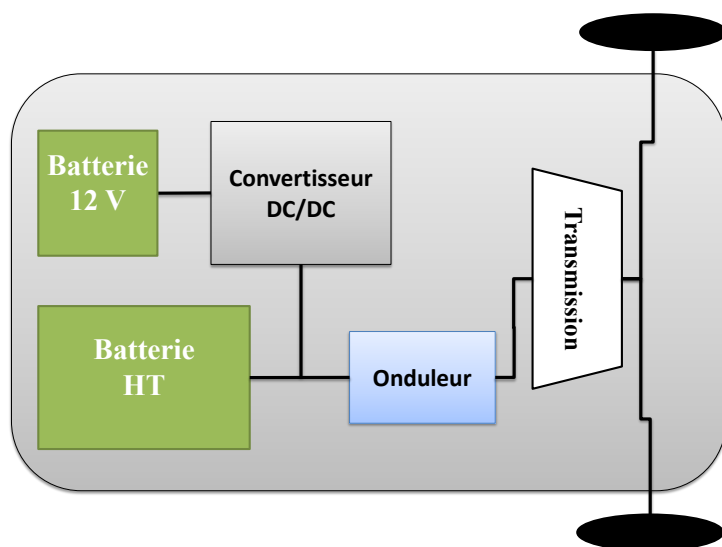 Batterie
12 V
Convertisseur
DC/DC
Transmission
Batterie
HT
Onduleur